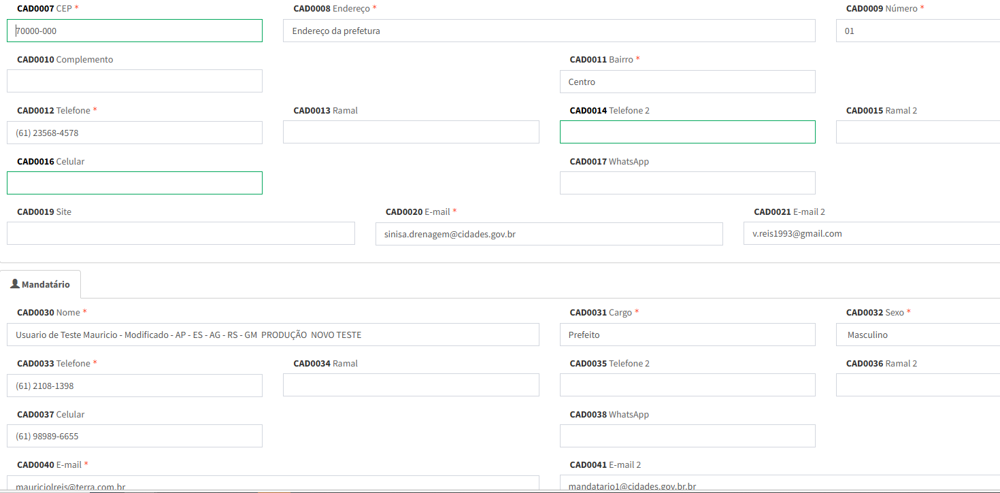 CAD0007 CEP * CAD0008 Endereço * CAD0009 Número *
70000-000 Endereço da prefeitura 01
CAD0010 Complemento CAD0011 Bairro *
Centro
CAD0012 Telefone * CAD0013 Ramal CAD0014 Telefone 2 CAD0015 Ramal 2
(61) 23568-4578
CAD0016 Celular CAD0017 WhatsApp
CAD0019 Site CAD0020 E-mail * CAD0021 E-mail 2
sinisa.drenagem@cidades.gov.br v.reis1993@gmail.com
Mandatário
CAD0030 Nome * CAD0031 Cargo * CAD0032 Sexo *
Usuario de Teste Mauricio - Modificado - AP - ES - AG - RS - GM PRODUÇÃO NOVO TESTE Prefeito Masculino
CAD0033 Telefone * CAD0034 Ramal CAD0035 Telefone 2 CAD0036 Ramal 2
(61) 2108-1398
CAD0037 Celular CAD0038 WhatsApp
(61) 98989-6655
CAD0040 E-mail * CAD0041 E-mail 2
mauriciolreis@terra.com.br mandatario1@cidades.gov.br.br